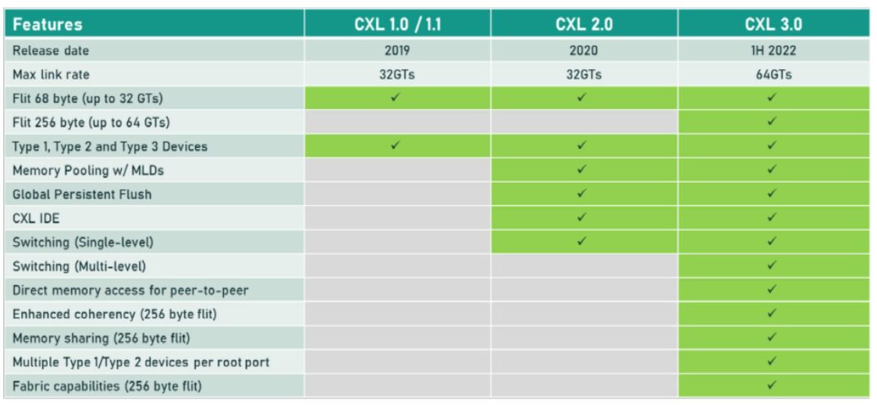 Features CXL 1.0 / 1.1 CXL 2.0 CXL 3.0
Release date 2019 2020 1H 2022
Max link rate 32GTs 32GTs 64GTs
Flit 68 byte (up to 32 GTs) ✓ ✓ ✓
Flit 256 byte (up to 64 GTs) ✓
Type 1, Type 2 and Type 3 Devices ✓ ✓ ✓
Memory Pooling w/ MLDs ✓ ✓
Global Persistent Flush ✓ ✓
CXL IDE ✓ ✓
Switching (Single-level) ✓ ✓
Switching (Multi-level) ✓
Direct memory access for peer-to-peer ✓
Enhanced coherency (256 byte flit) ✓
Memory sharing (256 byte flit) ✓
Multiple Type 1/Type 2 devices per root port ✓
Fabric capabilities (256 byte flit) ✓